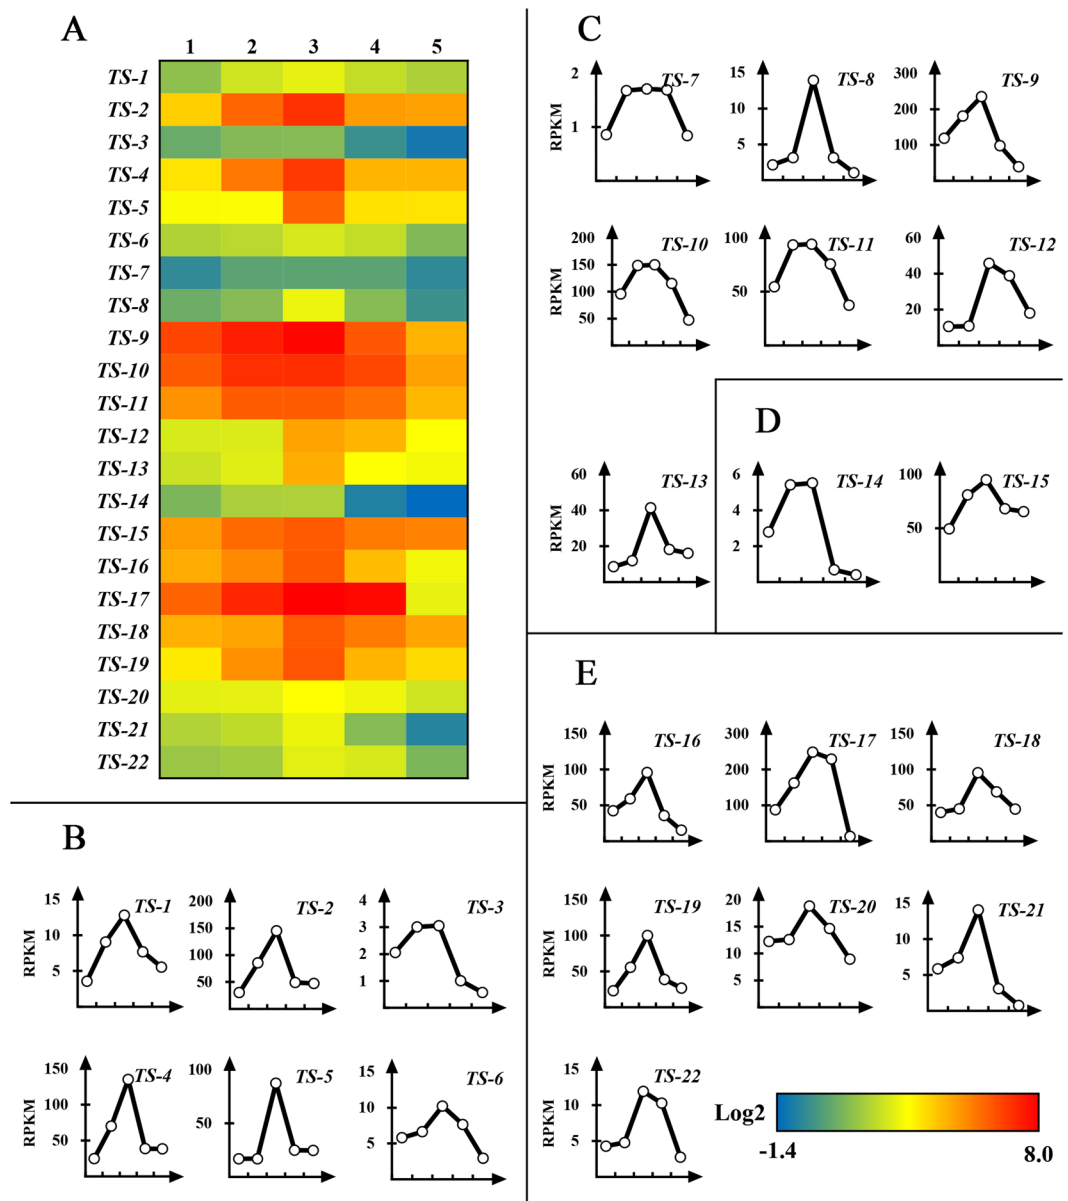 A
1 2 3 4 5
TS-1
TS-2
TS-3
TS-4
TS-5
TS-6
TS-7
TS-8
TS-9
TS-10
TS-11
TS-12
TS-13
TS-14
TS-15
TS-16
TS-17
TS-18
TS-19
TS-20
TS-21
TS-22
B
TS-1
RPKM
15
10
5
TS-2
200
150
100
50
TS-3
4
3
2
1
TS-4
RPKM
150
100
50
TS-5
100
50
TS-6
15
10
5
C
TS-7
RPKM
2
1
TS-8
15
10
5
TS-9
300
200
100
TS-10
RPKM
200
150
100
50
TS-11
100
50
TS-12
60
40
20
TS-13
RPKM
60
40
20
D
TS-14
6
4
2
TS-15
100
50
E
TS-16
RPKM
150
100
50
TS-17
300
200
100
TS-18
150
100
50
TS-19
RPKM
150
100
50
TS-20
20
15
10
5
TS-21
15
10
5
TS-22
RPKM
15
10
5
Log2
-1.4 8.0